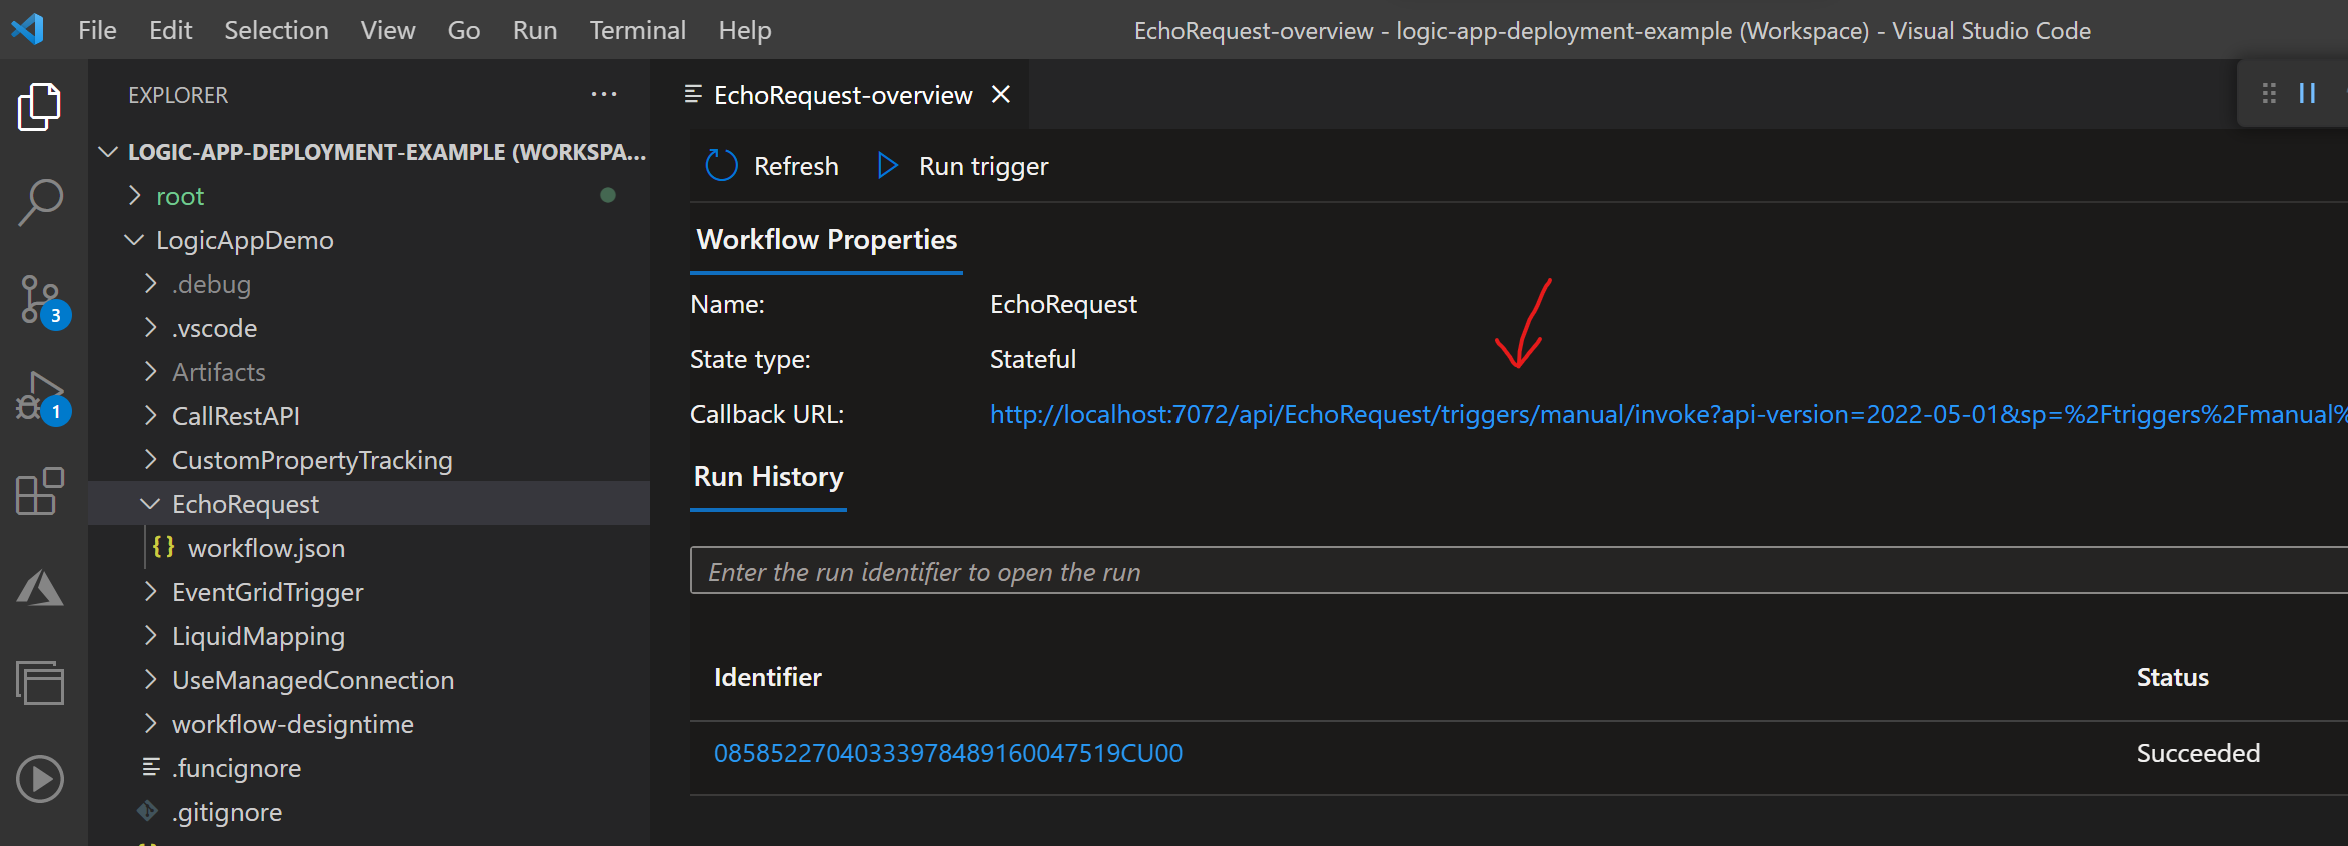 File Edit Selection View Go Run Terminal Help
EchoRequest-overview - logic-app-deployment-example (Workspace) - Visual Studio Code
EXPLORER
LOGIC-APP-DEPLOYMENT-EXAMPLE (WORKSPA...
root
LogicAppDemo
.debug
.vscode
Artifacts
CallRestAPI
CustomPropertyTracking
EchoRequest
workflow.json
EventGridTrigger
LiquidMapping
UseManagedConnection
workflow-designtime
.funcignore
.gitignore
3
1
EchoRequest-overview
Refresh Run trigger
Workflow Properties
Name: EchoRequest
State type: Stateful
Callback URL: http://localhost:7072/api/EchoRequest/triggers/manual/invoke?api-version=2022-05-01&sp=%2Ftriggers%2Fmanual%
Run History
Enter the run identifier to open the run
Identifier Status
08585227040333978489160047519CU00 Succeeded